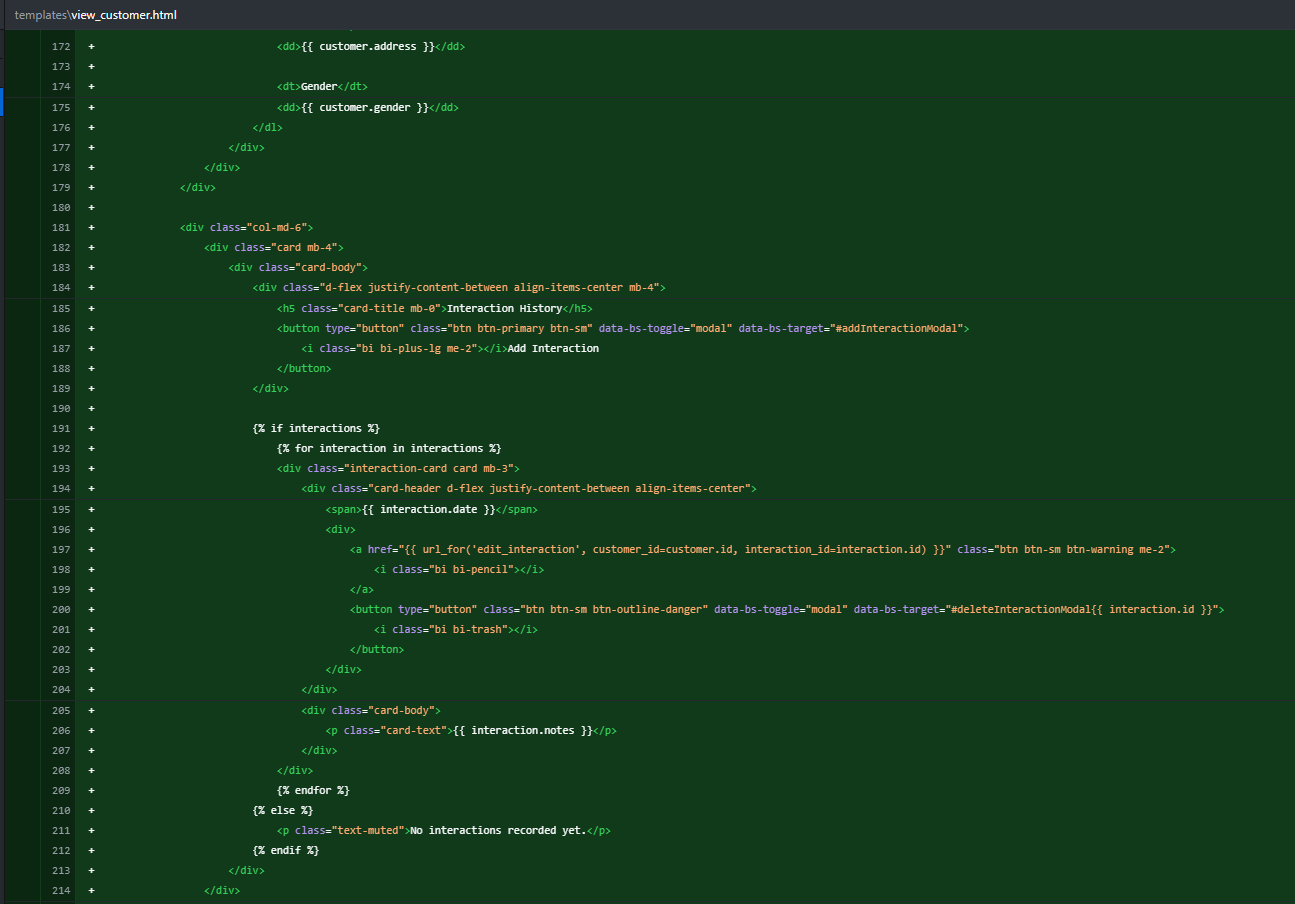 templates\view_customer.html
172 + <dd>{{ customer.address }}</dd>
173 +
174 + <dt>Gender</dt>
175 + <dd>{{ customer.gender }}</dd>
176 + </dl>
177 + </div>
178 + </div>
179 + </div>
180 +
181 + <div class="col-md-6">
182 + <div class="card mb-4">
183 + <div class="card-body">
184 + <div class="d-flex justify-content-between align-items-center mb-4">
185 + <h5 class="card-title mb-0">Interaction History</h5>
186 + <button type="button" class="btn btn-primary btn-sm" data-bs-toggle="modal" data-bs-target="#addInteractionModal">
187 + <i class="bi bi-plus-lg me-2"></i>Add Interaction
188 + </button>
189 + </div>
190 +
191 + {% if interactions %}
192 + {% for interaction in interactions %}
193 + <div class="interaction-card card mb-3">
194 + <div class="card-header d-flex justify-content-between align-items-center">
195 + <span>{{ interaction.date }}</span>
196 + <div>
197 + <a href="{{ url_for('edit_interaction', customer_id=customer.id, interaction_id=interaction.id) }}" class="btn btn-sm btn-warning me-2">
198 + <i class="bi bi-pencil"></i>
199 + </a>
200 + <button type="button" class="btn btn-sm btn-outline-danger" data-bs-toggle="modal" data-bs-target="#deleteInteractionModal{{ interaction.id }}">
201 + <i class="bi bi-trash"></i>
202 + </button>
203 + </div>
204 + </div>
205 + <div class="card-body">
206 + <p class="card-text">{{ interaction.notes }}</p>
207 + </div>
208 + </div>
209 + {% endfor %}
210 + {% else %}
211 + <p class="text-muted">No interactions recorded yet.</p>
212 + {% endif %}
213 + </div>
214 + </div>